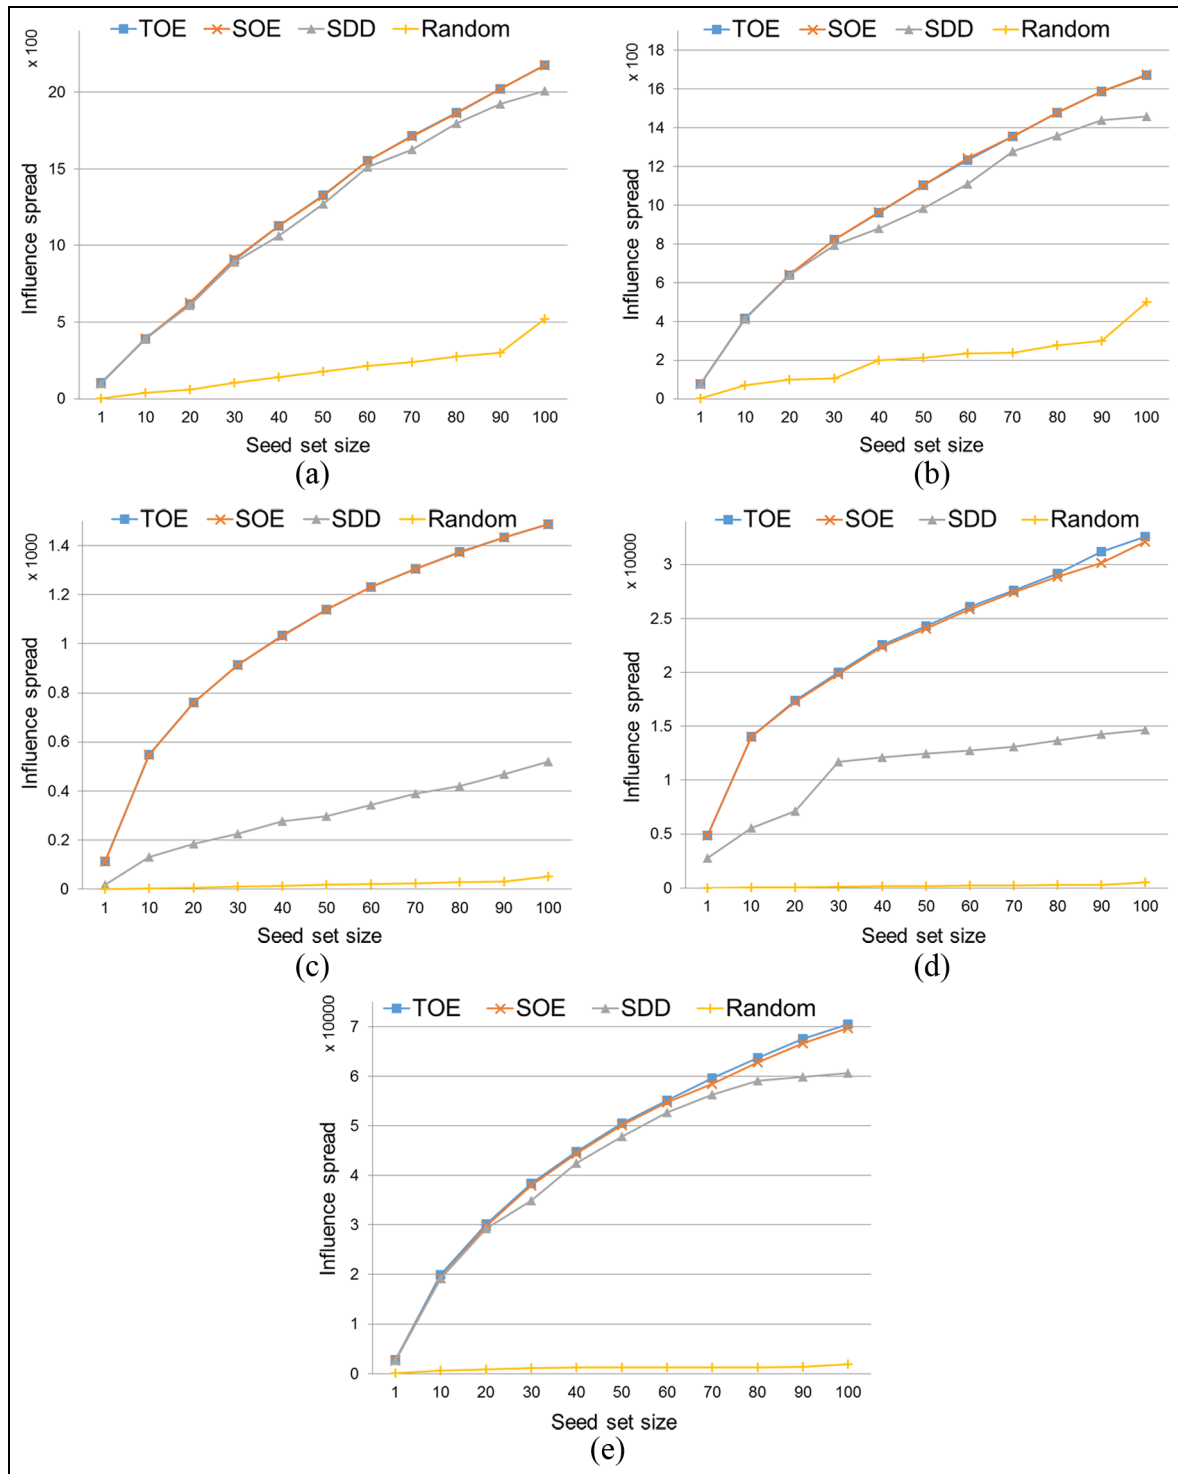 TOE SOE SDD Random
x 100
20
15
10
5
0
Influence spread
1 10 20 30 40 50 60 70 80 90 100
Seed set size
(a)
TOE SOE SDD Random
x 100
18
16
14
12
10
8
6
4
2
0
Influence spread
1 10 20 30 40 50 60 70 80 90 100
Seed set size
(b)
TOE SOE SDD Random
x 1000
1.4
1.2
1
0.8
0.6
0.4
0.2
0
Influence spread
1 10 20 30 40 50 60 70 80 90 100
Seed set size
(c)
TOE SOE SDD Random
x 10000
3
2.5
2
1.5
1
0.5
0
Influence spread
1 10 20 30 40 50 60 70 80 90 100
Seed set size
(d)
TOE SOE SDD Random
x 10000
7
6
5
4
3
2
1
0
Influence spread
1 10 20 30 40 50 60 70 80 90 100
Seed set size
(e)